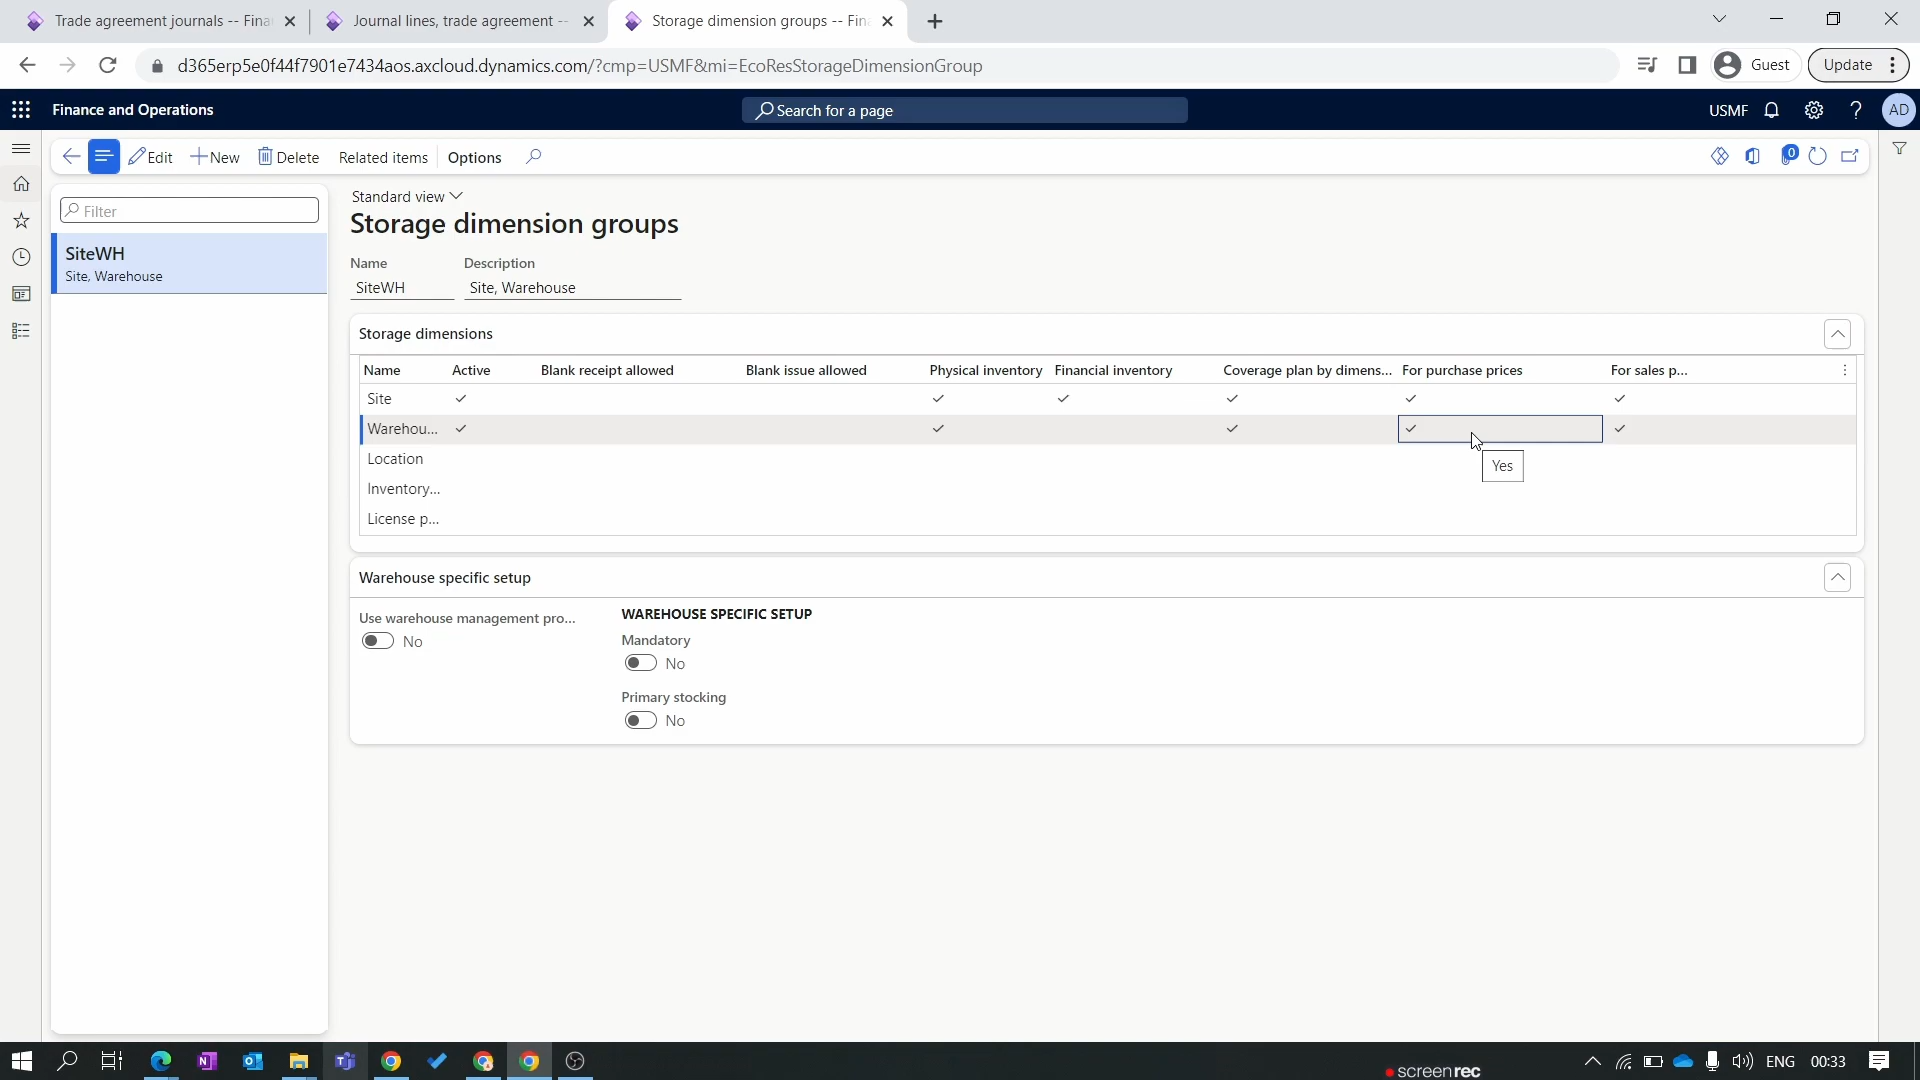 Trade agreement journals -- Fina
Journal lines, trade agreement --
Storage dimension groups -- Fin
d365erp5e0f44f7901e7434aos.axcloud.dynamics.com/?cmp=USMF&mi=EcoResStorageDimensionGroup
Guest
Update
Finance and Operations
Search for a page
USMF
AD
Edit
New
Delete
Related items
Options
0
Filter
SiteWH
Site, Warehouse
Standard view
Storage dimension groups
Name Description
SiteWH Site, Warehouse
Storage dimensions
Name Active Blank receipt allowed Blank issue allowed Physical inventory Financial inventory Coverage plan by dimens... For purchase prices For sales p...
Site
Warehou...
Yes
Location
Inventory...
License p...
Warehouse specific setup
Use warehouse management pro...
No
WAREHOUSE SPECIFIC SETUP
Mandatory
No
Primary stocking
No
screenrec
ENG
00:33